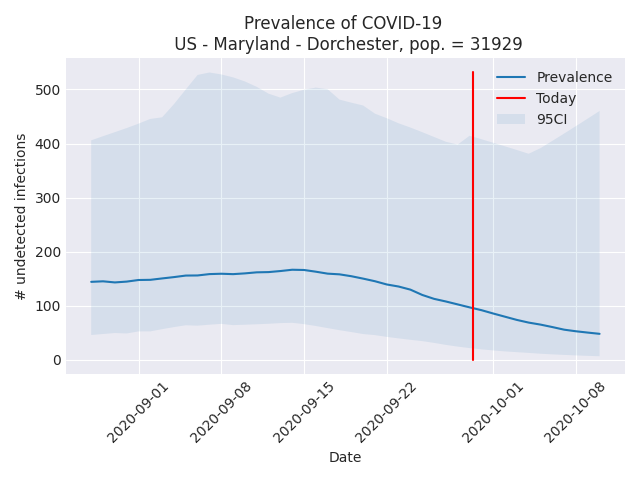 Prevalence of COVID-19
US - Maryland - Dorchester, pop. = 31929
# undetected infections
500
400
300
200
100
0
Prevalence
Today
95CI
2020-09-01
2020-09-08
2020-09-15
2020-09-22
2020-10-01
2020-10-08
Date